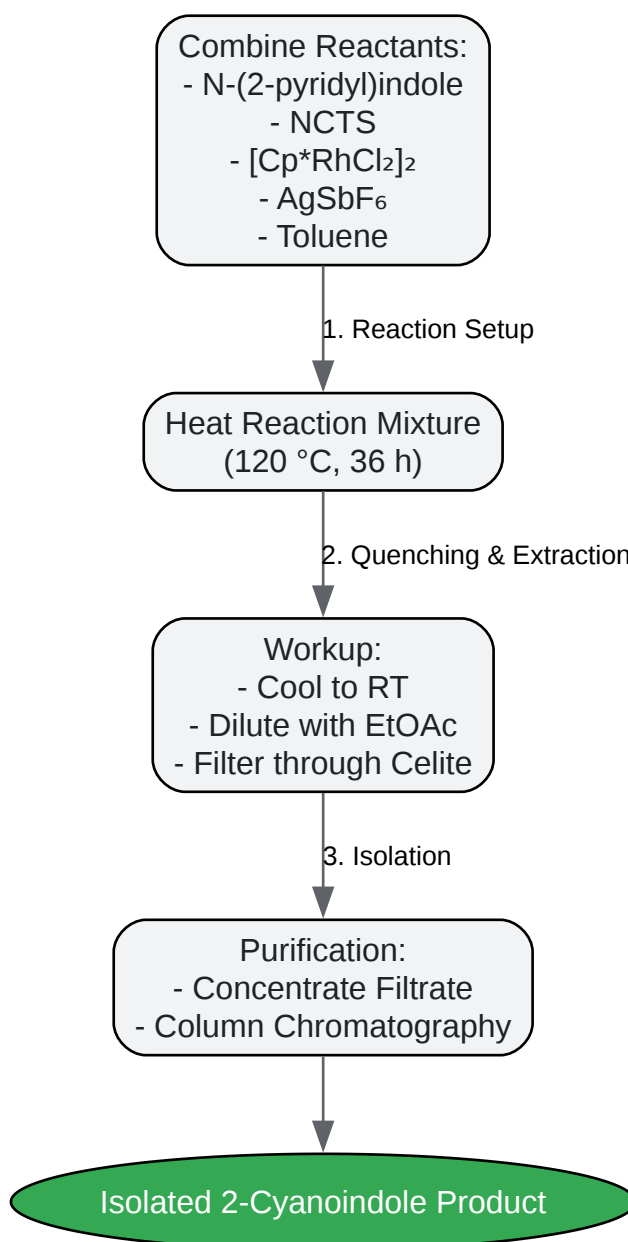 Combine Reactants:
- N-(2-pyridyl)indole
- NCTS
- [Cp*RhCl₂]₂
- AgSbF₆
- Toluene
1. Reaction Setup
Heat Reaction Mixture
(120 °C, 36 h)
2. Quenching & Extraction
Workup:
- Cool to RT
- Dilute with EtOAc
- Filter through Celite
3. Isolation
Purification:
- Concentrate Filtrate
- Column Chromatography
Isolated 2-Cyanoindole Product